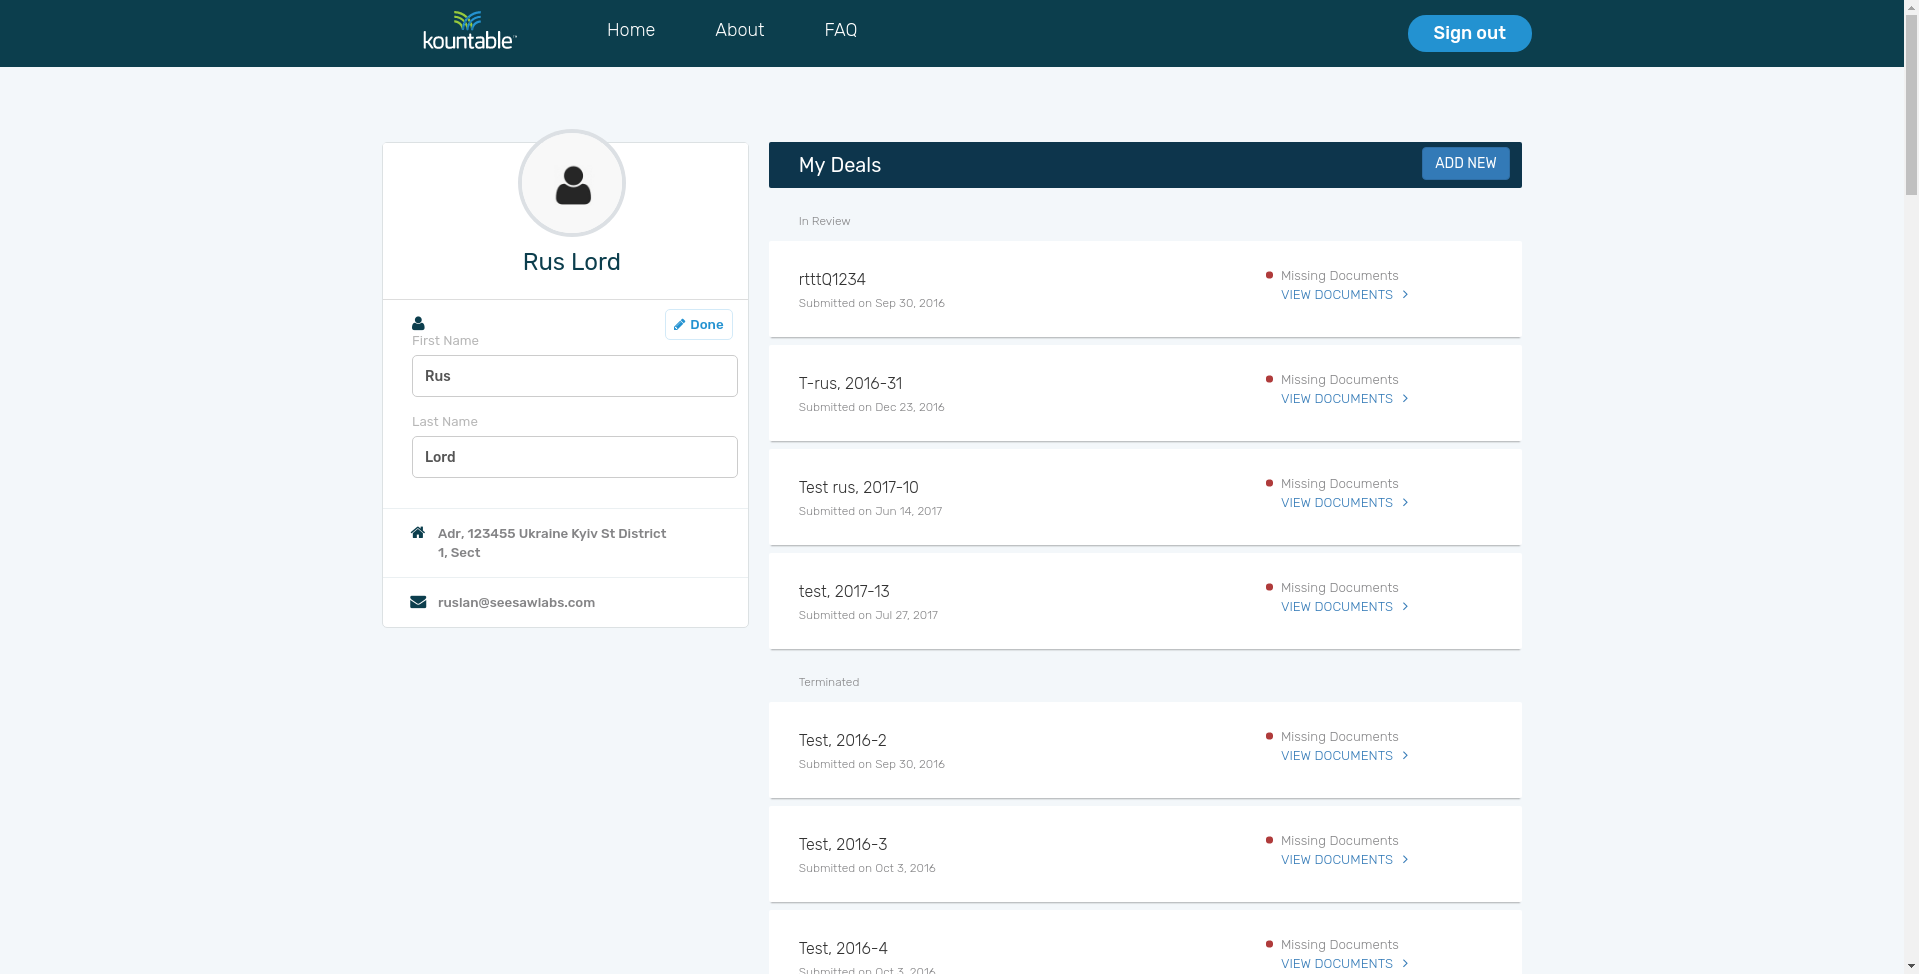 kountable
Home About FAQ
Sign out
Rus Lord
Done
First Name
Rus
Last Name
Lord
Adr, 123455 Ukraine Kyiv St District
1, Sect
ruslan@seesawlabs.com
My Deals
ADD NEW
In Review
rtttQ1234
Submitted on Sep 30, 2016
Missing Documents
VIEW DOCUMENTS
T-rus, 2016-31
Submitted on Dec 23, 2016
Missing Documents
VIEW DOCUMENTS
Test rus, 2017-10
Submitted on Jun 14, 2017
Missing Documents
VIEW DOCUMENTS
test, 2017-13
Submitted on Jul 27, 2017
Missing Documents
VIEW DOCUMENTS
Terminated
Test, 2016-2
Submitted on Sep 30, 2016
Missing Documents
VIEW DOCUMENTS
Test, 2016-3
Submitted on Oct 3, 2016
Missing Documents
VIEW DOCUMENTS
Test, 2016-4
Submitted on Oct 3, 2016
Missing Documents
VIEW DOCUMENTS